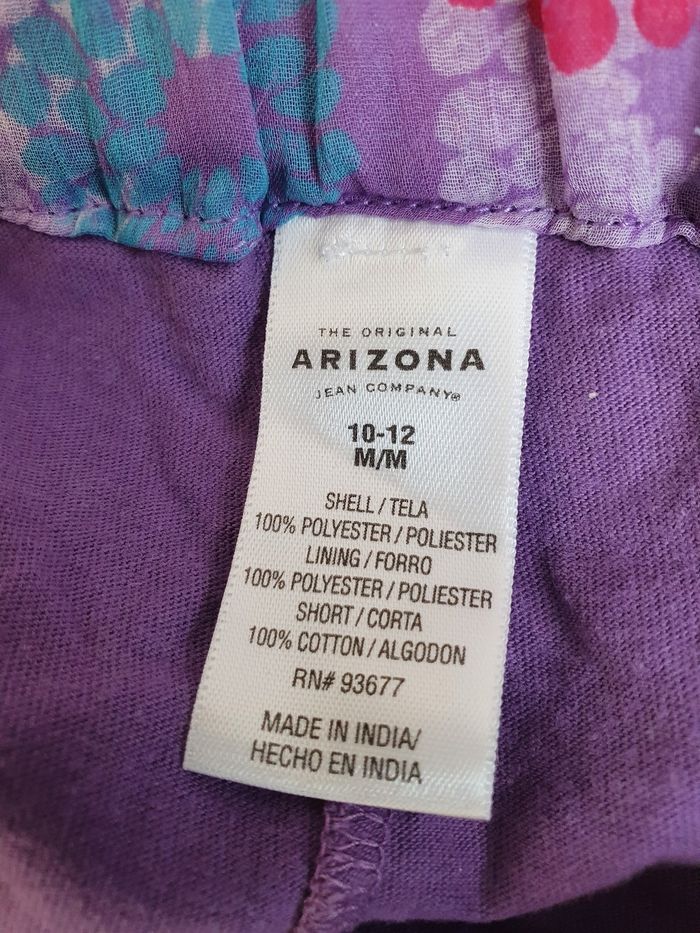 THE ORIGINAL
ARIZONA
JEAN COMPANY®
10-12
M/M
SHELL / TELA
100% POLYESTER / POLIESTER
LINING / FORRO
100% POLYESTER / POLIESTER
SHORT / CORTA
100% COTTON / ALGODON
RN# 93677
MADE IN INDIA/
HECHO EN INDIA